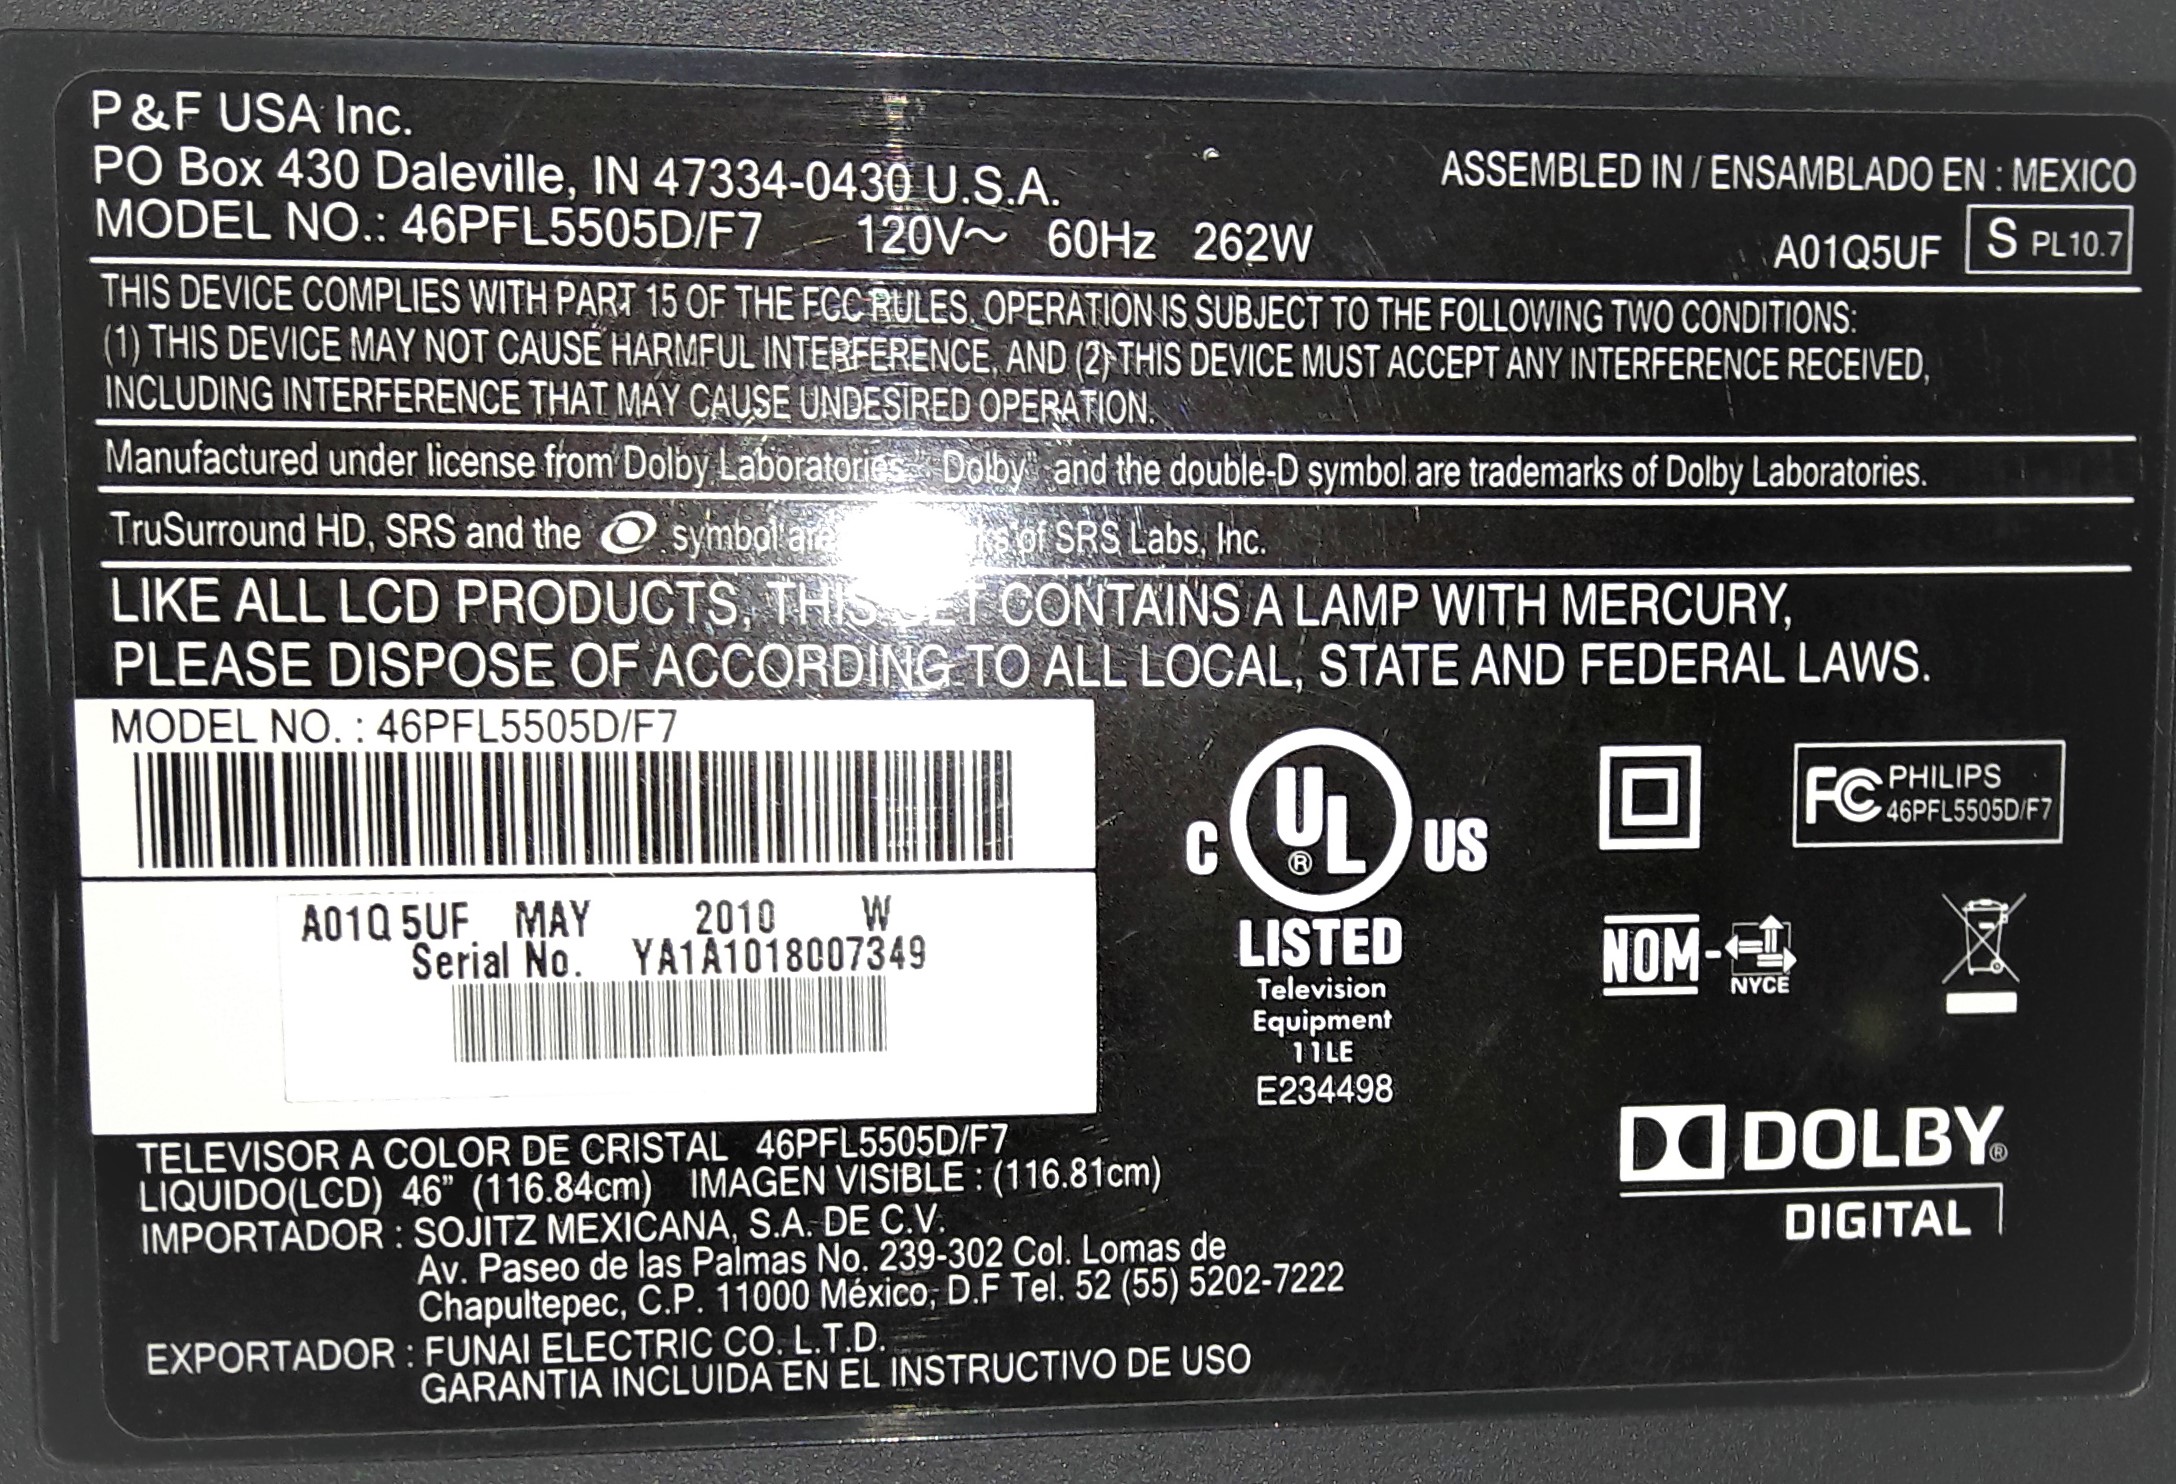 P & F USA Inc.
PO Box 430 Daleville, IN 47334-0430 U.S.A.
MODEL NO.: 46PFL5505D/F7 120V~ 60Hz 262W
ASSEMBLED IN / ENSAMBLADO EN : MEXICO
A01Q5UF S PL10.7
THIS DEVICE COMPLIES WITH PART 15 OF THE FCC RULES. OPERATION IS SUBJECT TO THE FOLLOWING TWO CONDITIONS:
(1) THIS DEVICE MAY NOT CAUSE HARMFUL INTERFERENCE, AND (2) THIS DEVICE MUST ACCEPT ANY INTERFERENCE RECEIVED,
INCLUDING INTERFERENCE THAT MAY CAUSE UNDESIRED OPERATION.
Manufactured under license from Dolby Laboratories. "Dolby" and the double-D symbol are trademarks of Dolby Laboratories.
TruSurround HD, SRS and the symbol are of SRS Labs, Inc.
LIKE ALL LCD PRODUCTS, THIS SET CONTAINS A LAMP WITH MERCURY,
PLEASE DISPOSE OF ACCORDING TO ALL LOCAL, STATE AND FEDERAL LAWS.
MODEL NO. : 46PFL5505D/F7
A01Q 5UF MAY 2010 W
Serial No. YA1A1018007349
C UL ® US
LISTED
Television
Equipment
11LE
E234498
FC PHILIPS
46PFL5505D/F7
NOM-
NYCE
DOLBY®
DIGITAL
TELEVISOR A COLOR DE CRISTAL 46PFL5505D/F7
LIQUIDO(LCD) 46” (116.84cm) IMAGEN VISIBLE : (116.81cm)
IMPORTADOR : SOJITZ MEXICANA, S.A. DE C.V.
Av. Paseo de las Palmas No. 239-302 Col. Lomas de
Chapultepec, C.P. 11000 México, D.F Tel. 52 (55) 5202-7222
EXPORTADOR : FUNAI ELECTRIC CO. L.T.D.
GARANTIA INCLUIDA EN EL INSTRUCTIVO DE USO